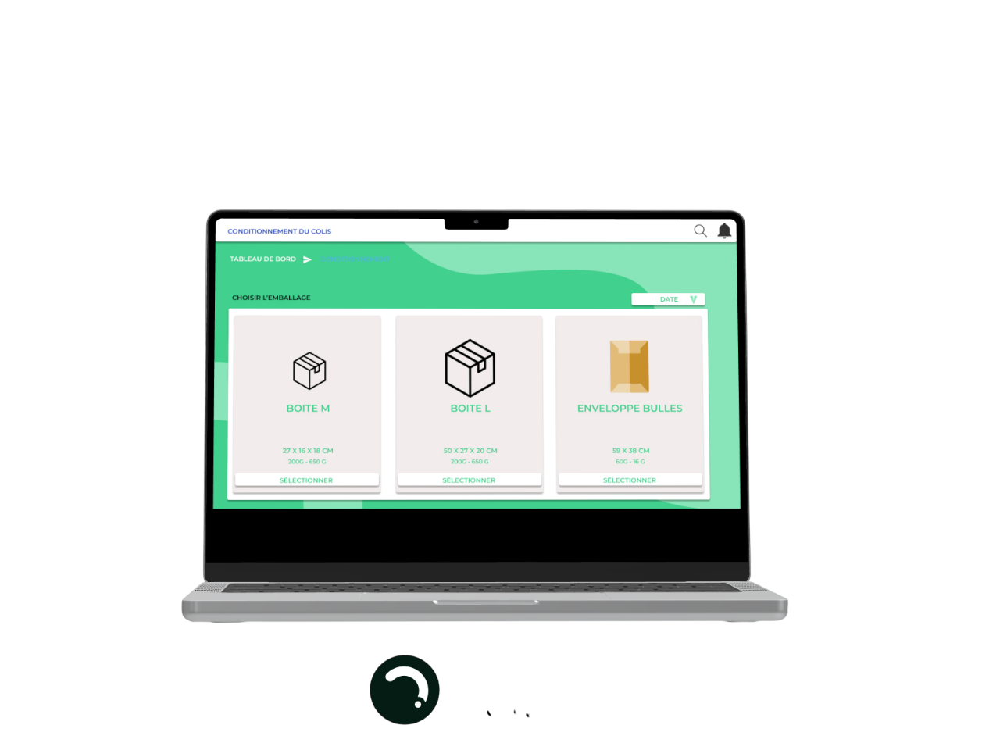 CONDITIONNEMENT DU COLIS
TABLEAU DE BORD
CHOISIR L'EMBALLAGE
DATE
BOITE M
BOITE L
ENVELOPPE BULLES
27 X 16 X 18 CM
50 X 27 X 20 CM
59 X 38 CM
200G - 650 G
200G - 650 G
60G - 16 G
SÉLECTIONNER
SÉLECTIONNER
SÉLECTIONNER